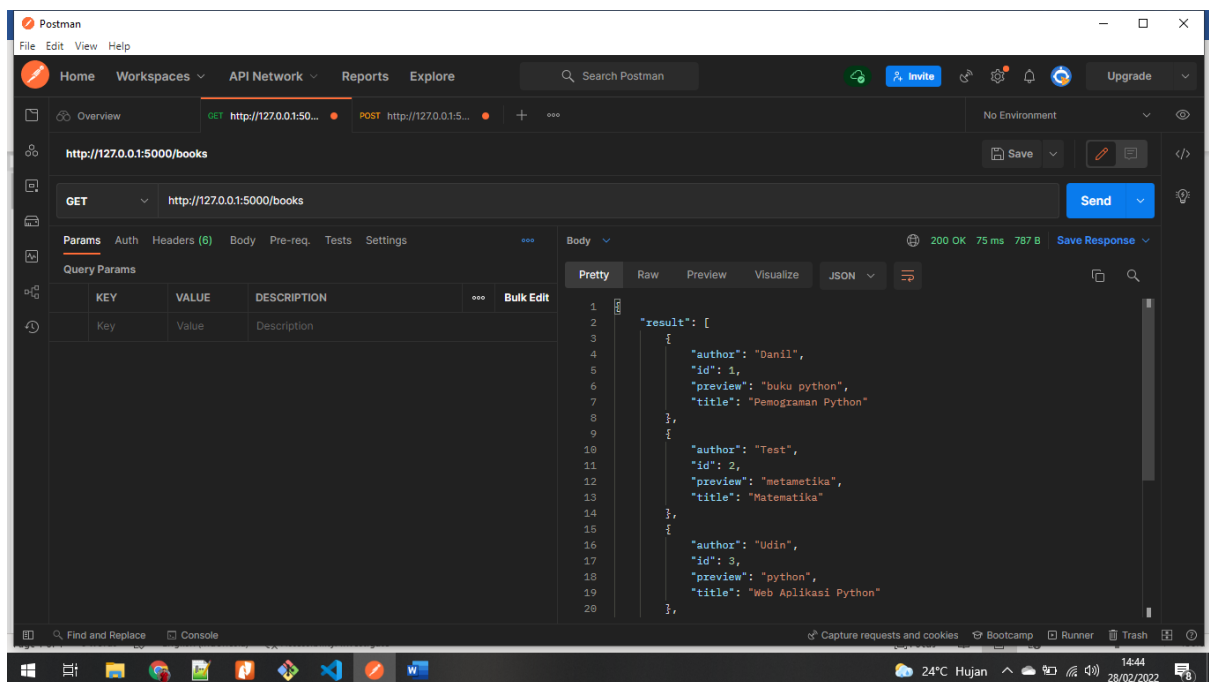 Postman
File Edit View Help
Home Workspaces API Network Reports Explore Search Postman Invite Upgrade
Overview GET http://127.0.0.1:50... POST http://127.0.0.1:5... No Environment
http://127.0.0.1:5000/books Save
GET http://127.0.0.1:5000/books Send
Params Auth Headers (6) Body Pre-req. Tests Settings
Query Params
KEY VALUE DESCRIPTION Bulk Edit
Key Value Description
Body 200 OK 75 ms 787 B Save Response
Pretty Raw Preview Visualize JSON
1 {
2 "result": [
3 {
4 "author": "Danil",
5 "id": 1,
6 "preview": "buku python",
7 "title": "Pemograman Python"
8 },
9 {
10 "author": "Test",
11 "id": 2,
12 "preview": "metametika",
13 "title": "Matematika"
14 },
15 {
16 "author": "Udin",
17 "id": 3,
18 "preview": "python",
19 "title": "Web Aplikasi Python"
20 },
Find and Replace Console Capture requests and cookies Bootcamp Runner Trash
24°C Hujan 14:44
28/02/2022
8